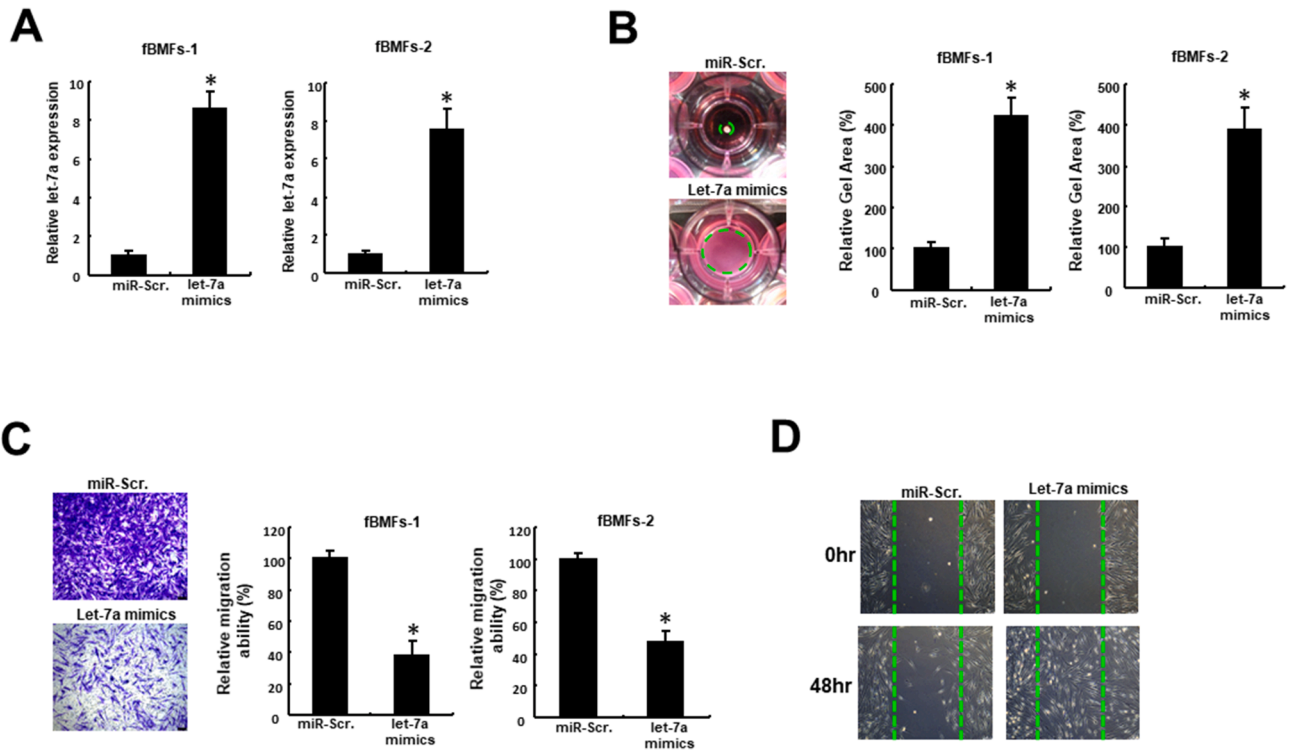 A
fBMFs-1
Relative let-7a expression
10
8
6
4
2
0
*
miR-Scr.
let-7a
mimics
fBMFs-2
Relative let-7a expression
10
8
6
4
2
0
*
miR-Scr.
let-7a
mimics
B
miR-Scr.
Let-7a mimics
fBMFs-1
Relative Gel Area (%)
500
400
300
200
100
0
*
miR-Scr.
let-7a
mimics
fBMFs-2
Relative Gel Area (%)
500
400
300
200
100
0
*
miR-Scr.
let-7a
mimics
C
miR-Scr.
Let-7a mimics
fBMFs-1
Relative migration
ability (%)
120
100
80
60
40
20
0
*
miR-Scr.
let-7a
mimics
fBMFs-2
Relative migration
ability (%)
120
100
80
60
40
20
0
*
miR-Scr.
let-7a
mimics
D
miR-Scr.
Let-7a mimics
0hr
48hr